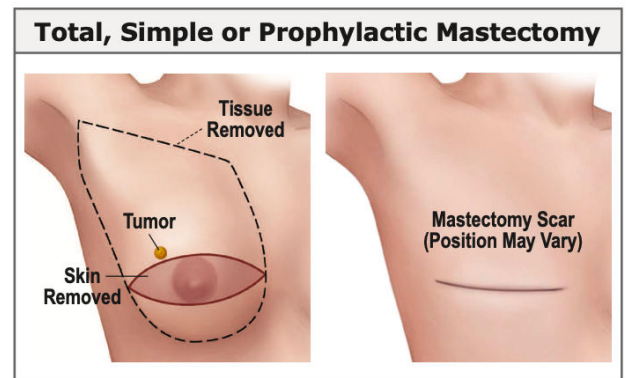 Total, Simple or Prophylactic Mastectomy
Tissue
Removed
Tumor
Skin
Removed
Mastectomy Scar
(Position May Vary)